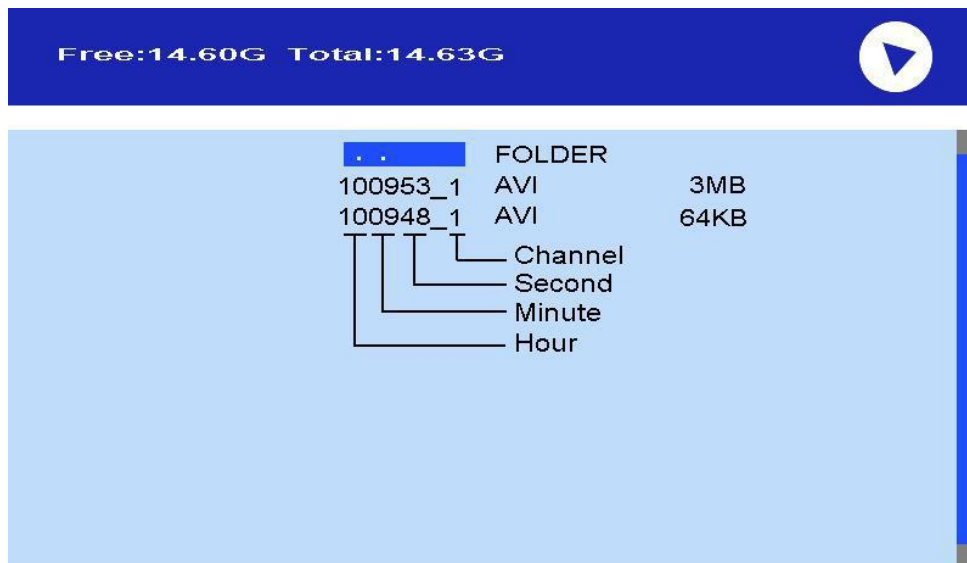 Free:14.60G Total:14.63G
. . FOLDER
100953_1 AVI 3MB
100948_1 AVI 64KB
Channel
Second
Minute
Hour